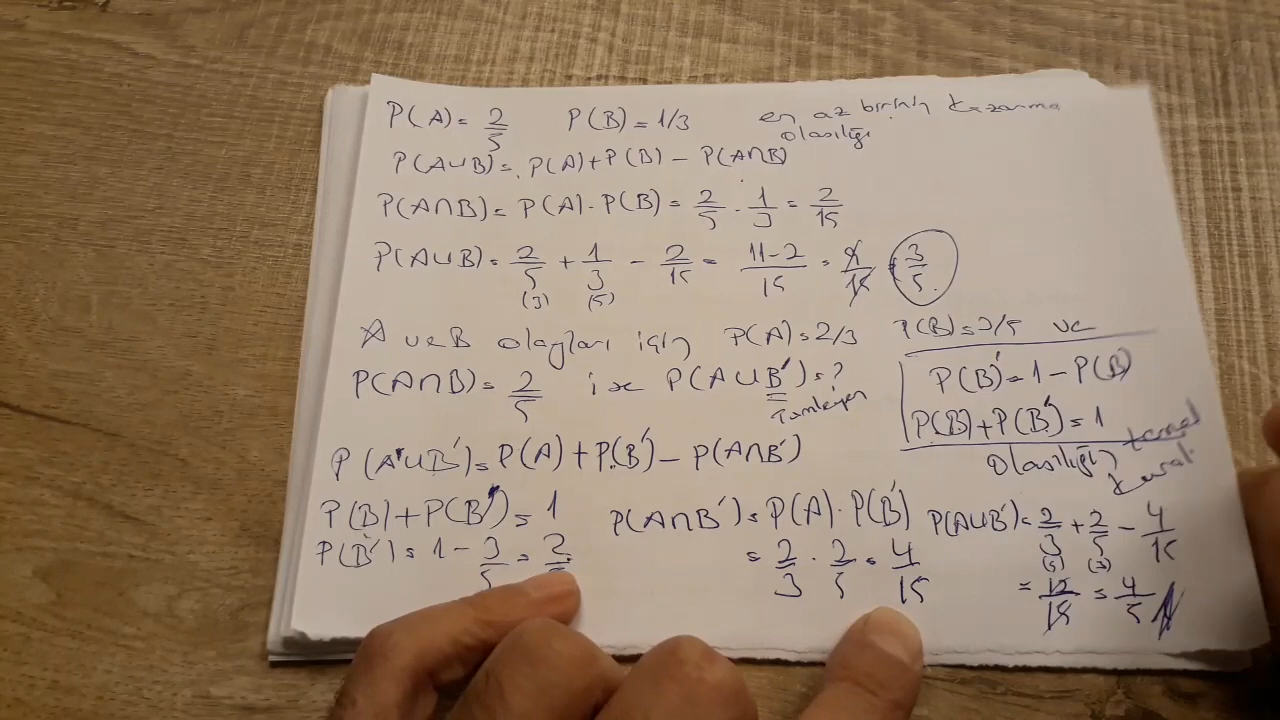 P(A) = 2/5 P(B) = 1/3 en az birinin kazanma olasılığı
P(A∪B) = P(A) + P(B) - P(A∩B)
P(A∩B) = P(A) · P(B) = 2/5 · 1/3 = 2/15
P(A∪B) = 2/5 + 1/3 - 2/15 = 11-2/15 = 9/15 = 3/5
(3) (5)
A ve B olayları için P(A) = 2/3 P(B) = 3/5 ve
P(A∩B) = 2/5 ise P(A∪B') = ?
Tümleyen
P(B') = 1 - P(B)
P(B) + P(B') = 1
Olasılığın temel kuralı
P(A∪B') = P(A) + P(B') - P(A∩B')
P(B) + P(B') = 1
P(B') = 1 - 3/5 = 2/5
P(A∩B') = P(A) · P(B')
= 2/3 · 2/5 = 4/15
P(A∪B') = 2/3 + 2/5 - 4/15
(5) (3)
= 12/15 = 4/5